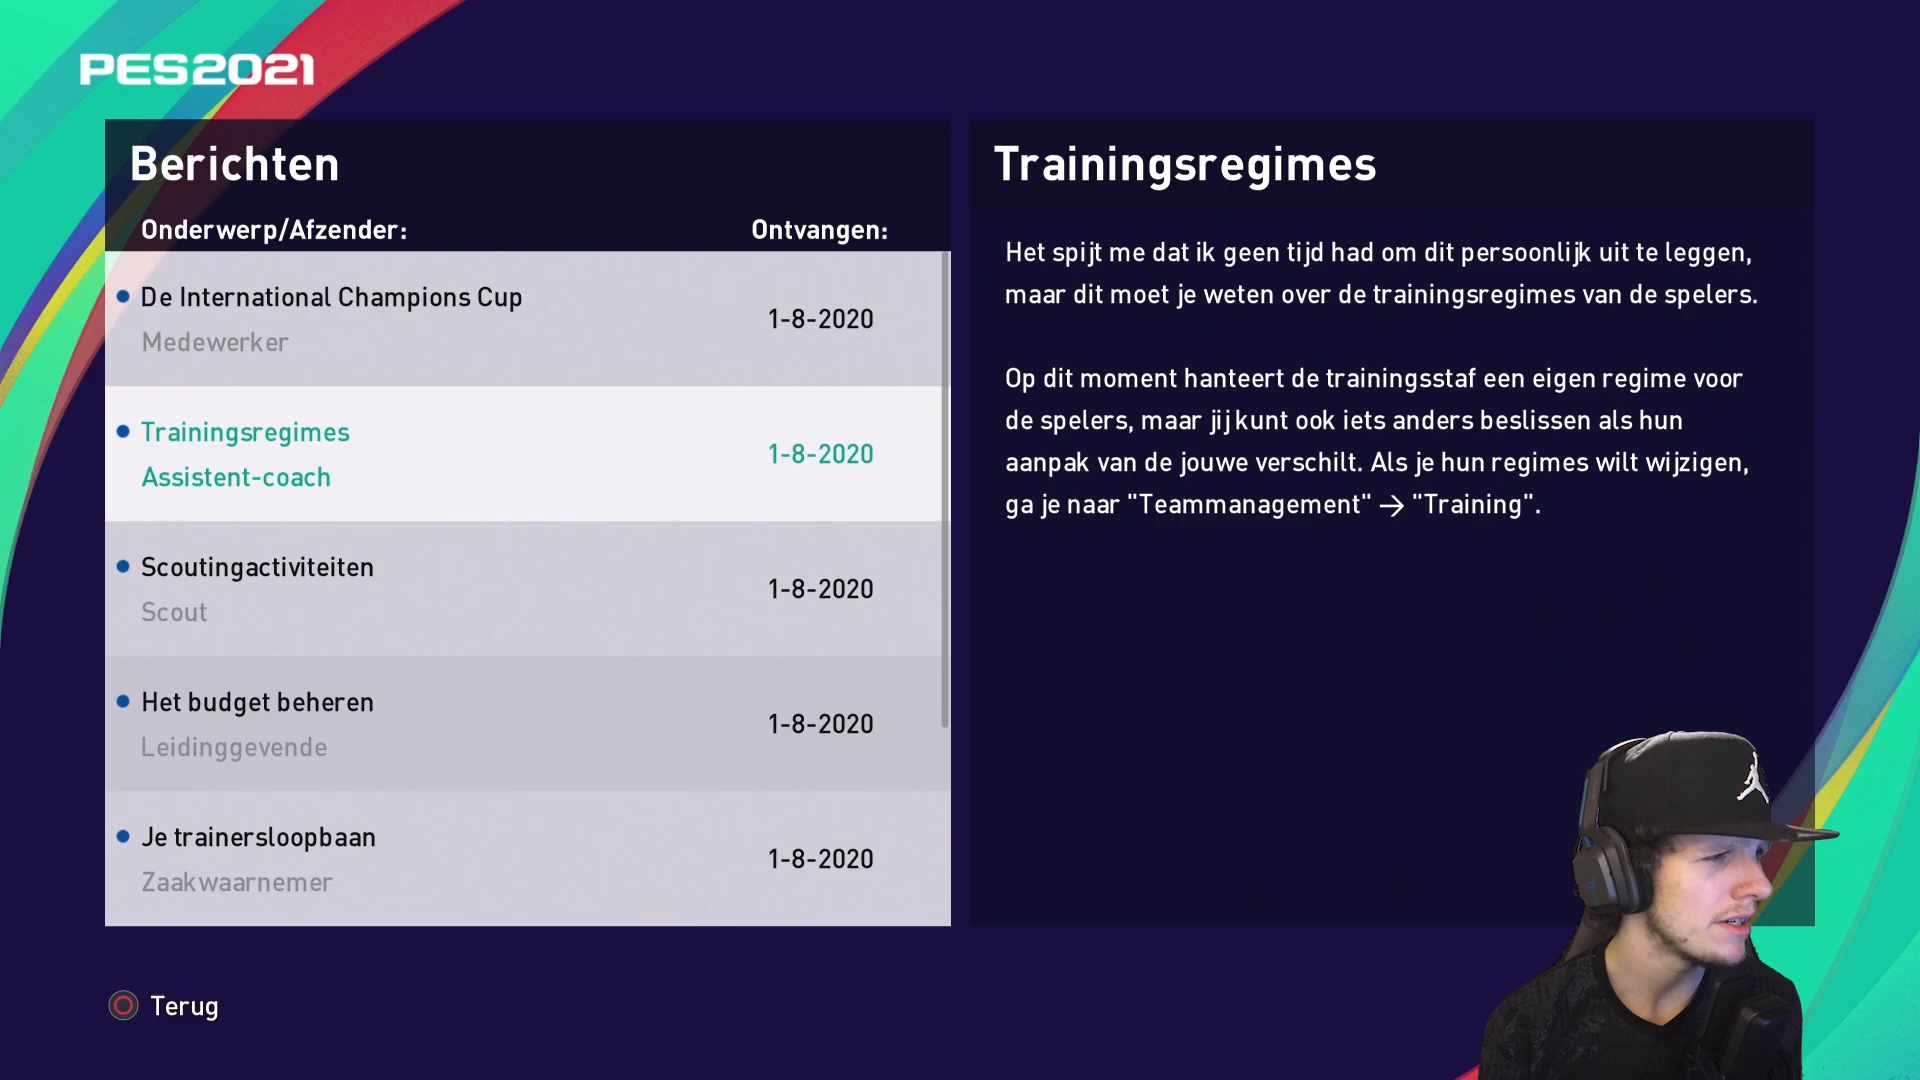 PES2021
Berichten
Onderwerp/Afzender:
Ontvangen:
De International Champions Cup
Medewerker
1-8-2020
Trainingsregimes
Assistent-coach
1-8-2020
Scoutingactiviteiten
Scout
1-8-2020
Het budget beheren
Leidinggevende
1-8-2020
Je trainersloopbaan
Zaakwaarnemer
1-8-2020
Trainingsregimes
Het spijt me dat ik geen tijd had om dit persoonlijk uit te leggen,
maar dit moet je weten over de trainingsregimes van de spelers.
Op dit moment hanteert de trainingsstaf een eigen regime voor
de spelers, maar jij kunt ook iets anders beslissen als hun
aanpak van de jouwe verschilt. Als je hun regimes wilt wijzigen,
ga je naar "Teammanagement" → "Training".
Terug